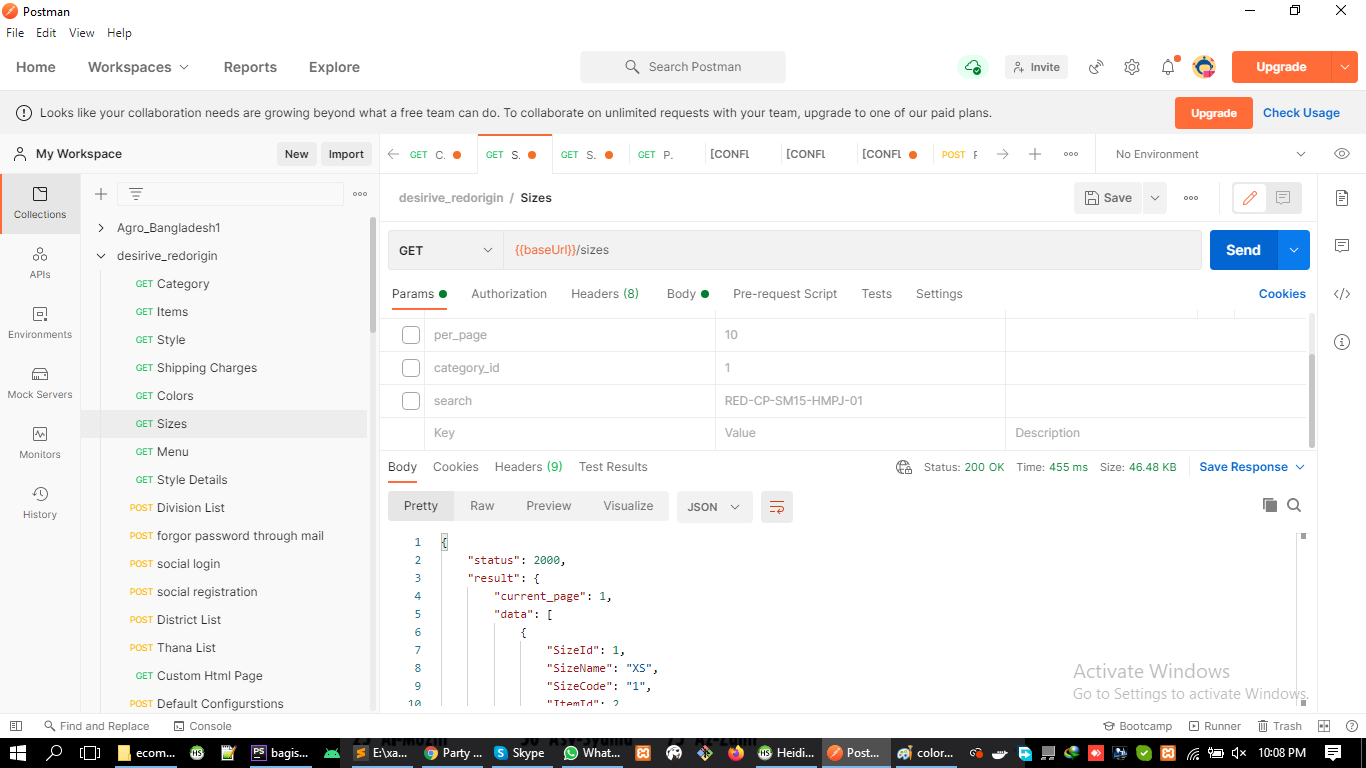 Postman
File Edit View Help
Home Workspaces Reports Explore Search Postman Invite Upgrade
Looks like your collaboration needs are growing beyond what a free team can do. To collaborate on unlimited requests with your team, upgrade to one of our paid plans. Upgrade Check Usage
My Workspace New Import GET C. GET S. GET S. GET P. [CONFL [CONFL [CONFL POST F No Environment
Collections
APIs
Environments
Mock Servers
Monitors
History
Agro_Bangladesh1
desirive_redorigin
GET Category
GET Items
GET Style
GET Shipping Charges
GET Colors
GET Sizes
GET Menu
GET Style Details
POST Division List
POST forgor password through mail
POST social login
POST social registration
POST District List
POST Thana List
GET Custom Html Page
POST Default Configurstions
desirive_redorigin / Sizes Save
GET {{baseUrl}}/sizes Send
Params Authorization Headers (8) Body Pre-request Script Tests Settings Cookies
per_page 10
category_id 1
search RED-CP-SM15-HMPJ-01
Key Value Description
Body Cookies Headers (9) Test Results Status: 200 OK Time: 455 ms Size: 46.48 KB Save Response
Pretty Raw Preview Visualize JSON
1 {
2 "status": 2000,
3 "result": {
4 "current_page": 1,
5 "data": [
6 {
7 "SizeId": 1,
8 "SizeName": "XS",
9 "SizeCode": "1",
10 "ItemId": 2
Activate Windows
Go to Settings to activate Windows.
Find and Replace Console Bootcamp Runner Trash
ecom... bagis... E:\xa... Party ... Skype What... Heidi... Post... color... 10:08 PM